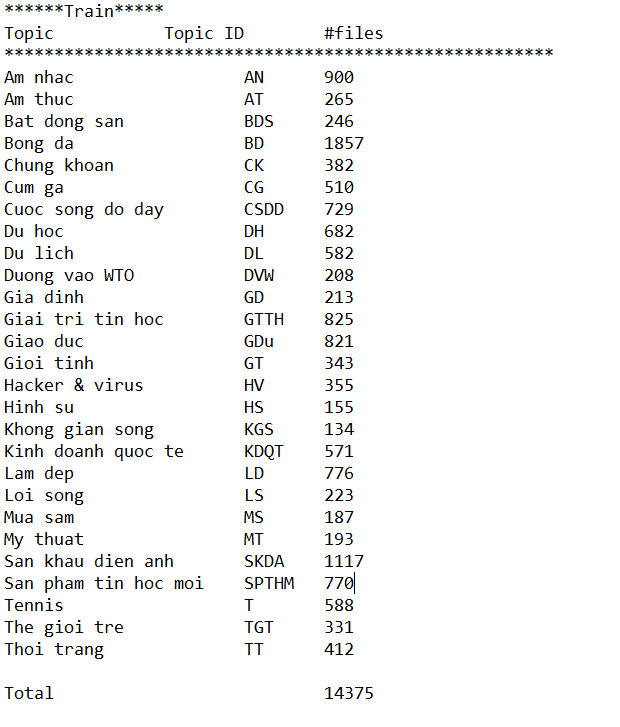 ******Train*****
Topic Topic ID #files
*******************************************************
Am nhac AN 900
Am thuc AT 265
Bat dong san BDS 246
Bong da BD 1857
Chung khoan CK 382
Cum ga CG 510
Cuoc song do day CSDD 729
Du hoc DH 682
Du lich DL 582
Duong vao WTO DVW 208
Gia dinh GD 213
Giai tri tin hoc GTTH 825
Giao duc GDu 821
Gioi tinh GT 343
Hacker & virus HV 355
Hinh su HS 155
Khong gian song KGS 134
Kinh doanh quoc te KDQT 571
Lam dep LD 776
Loi song LS 223
Mua sam MS 187
My thuat MT 193
San khau dien anh SKDA 1117
San pham tin hoc moi SPTHM 770
Tennis T 588
The gioi tre TGT 331
Thoi trang TT 412
Total 14375